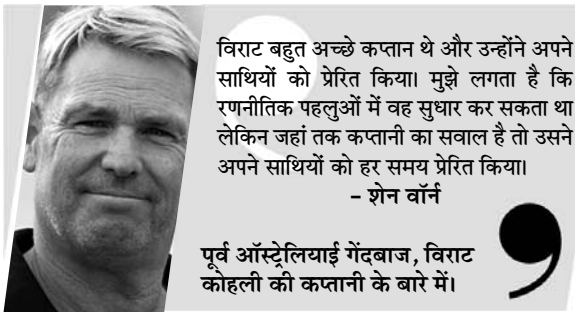 विराट बहुत अच्छे कप्तान थे और उन्होंने अपने
साथियों को प्रेरित किया। मुझे लगता है कि
रणनीतिक पहलुओं में वह सुधार कर सकता था
लेकिन जहां तक कप्तानी का सवाल है तो उसने
अपने साथियों को हर समय प्रेरित किया।
- शेन वॉर्न
पूर्व ऑस्ट्रेलियाई गेंदबाज, विराट
कोहली की कप्तानी के बारे में।